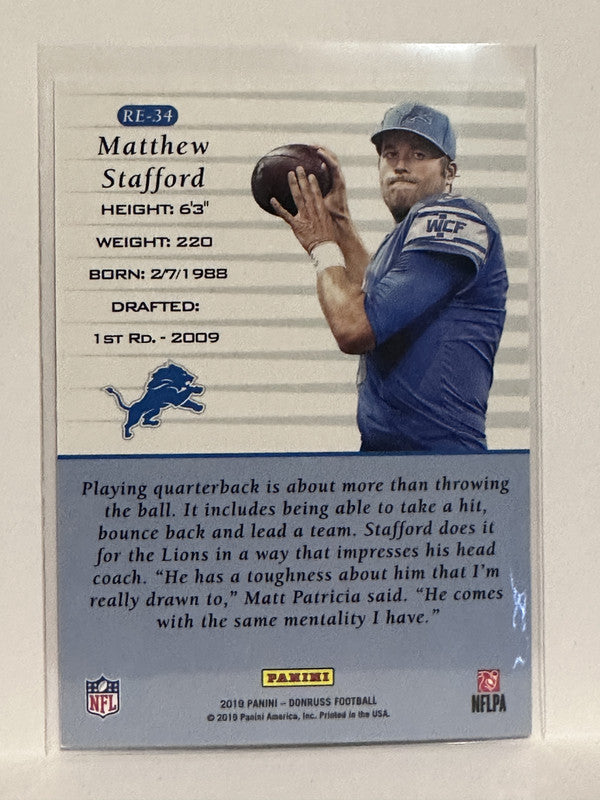 RE-34
Matthew
Stafford
HEIGHT: 6'3"
WEIGHT: 220
BORN: 2/7/1988
DRAFTED:
1ST RD. - 2009
WCF
Playing quarterback is about more than throwing
the ball. It includes being able to take a hit,
bounce back and lead a team. Stafford does it
for the Lions in a way that impresses his head
coach. “He has a toughness about him that I’m
really drawn to,” Matt Patricia said. “He comes
with the same mentality I have.”
PANINI
NFL
2019 PANINI – DONRUSS FOOTBALL
© 2019 Panini America, Inc. Printed in the USA.
NFLPA